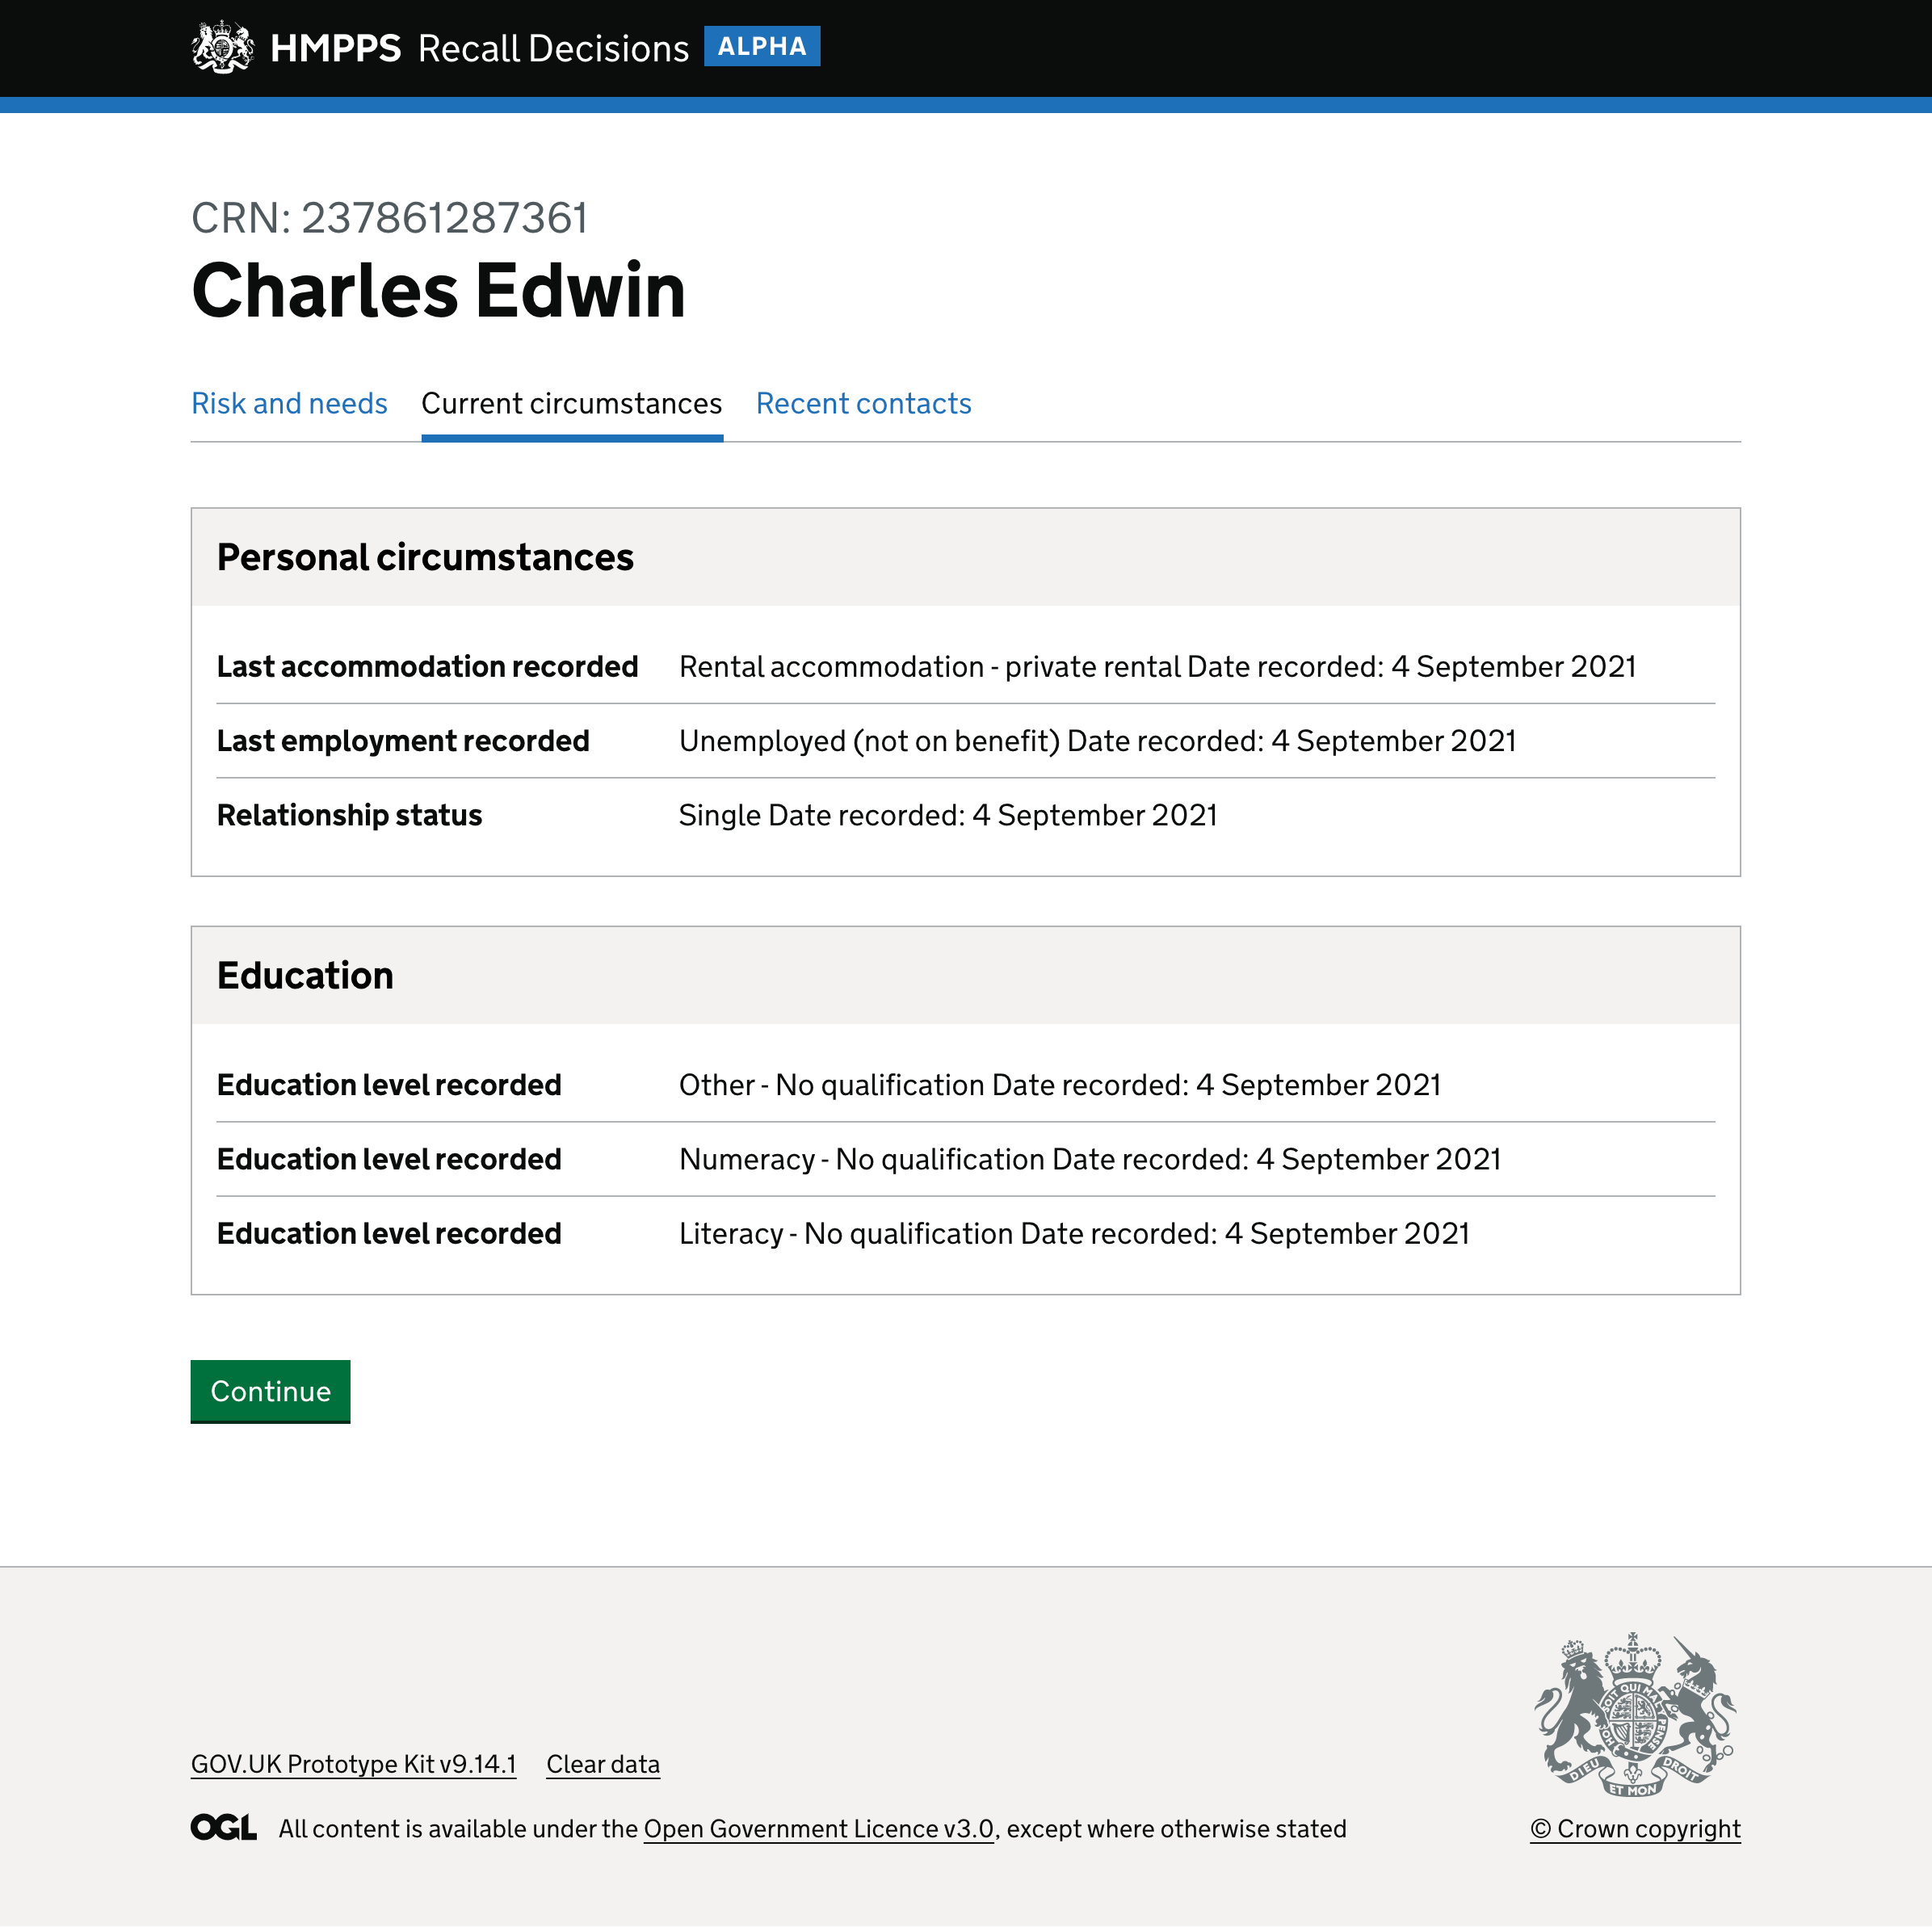 HMPPS Recall Decisions ALPHA
CRN: 237861287361
Charles Edwin
Risk and needs Current circumstances Recent contacts
Personal circumstances
Last accommodation recorded Rental accommodation - private rental Date recorded: 4 September 2021
Last employment recorded Unemployed (not on benefit) Date recorded: 4 September 2021
Relationship status Single Date recorded: 4 September 2021
Education
Education level recorded Other - No qualification Date recorded: 4 September 2021
Education level recorded Numeracy - No qualification Date recorded: 4 September 2021
Education level recorded Literacy - No qualification Date recorded: 4 September 2021
Continue
GOV.UK Prototype Kit v9.14.1 Clear data
OGL All content is available under the Open Government Licence v3.0, except where otherwise stated
DIEU ET MON DROIT
© Crown copyright